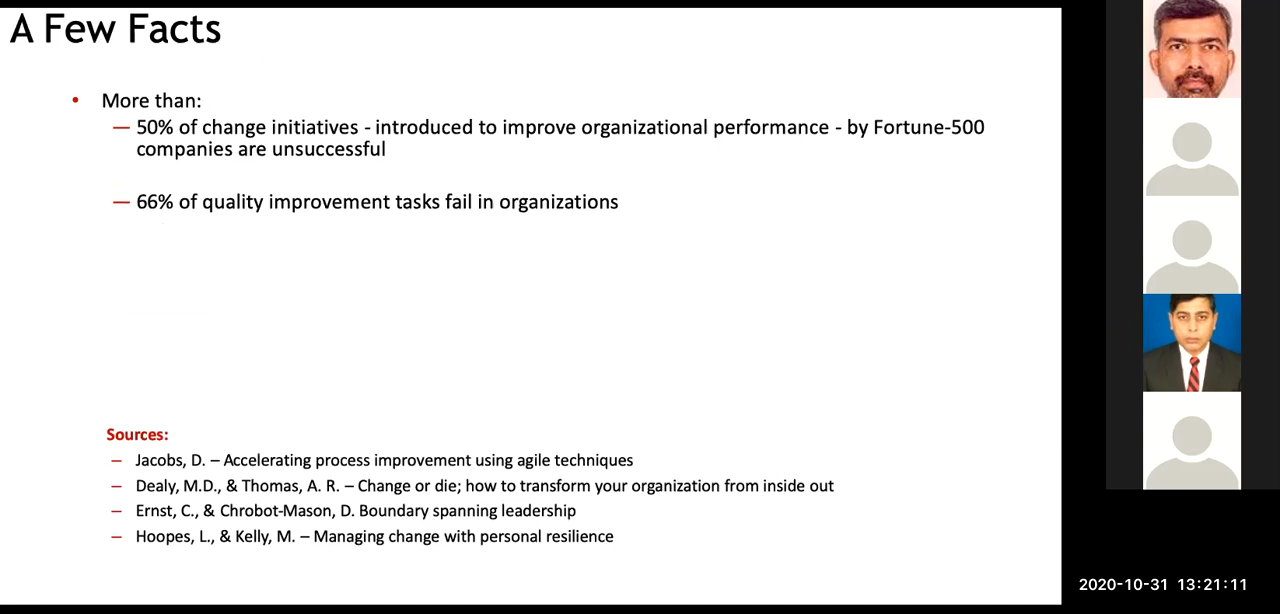 A Few Facts
• More than:
— 50% of change initiatives - introduced to improve organizational performance - by Fortune-500
companies are unsuccessful
— 66% of quality improvement tasks fail in organizations
Sources:
– Jacobs, D. – Accelerating process improvement using agile techniques
– Dealy, M.D., & Thomas, A. R. – Change or die; how to transform your organization from inside out
– Ernst, C., & Chrobot-Mason, D. Boundary spanning leadership
– Hoopes, L., & Kelly, M. – Managing change with personal resilience
2020-10-31 13:21:11